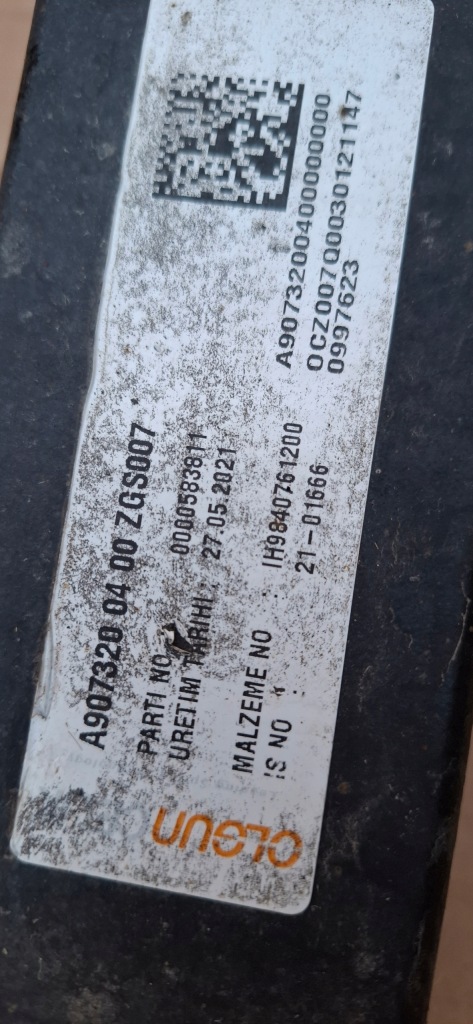 A907320 04 00 ZGS007
PARTI NO 0000583811
URETIM TARIHI : 27.05.2021
MALZEME NO : IH9840761200
IS NO : 21-01666
A9073200400000000
0CZ007Q0030121147
0997623
OLGUN